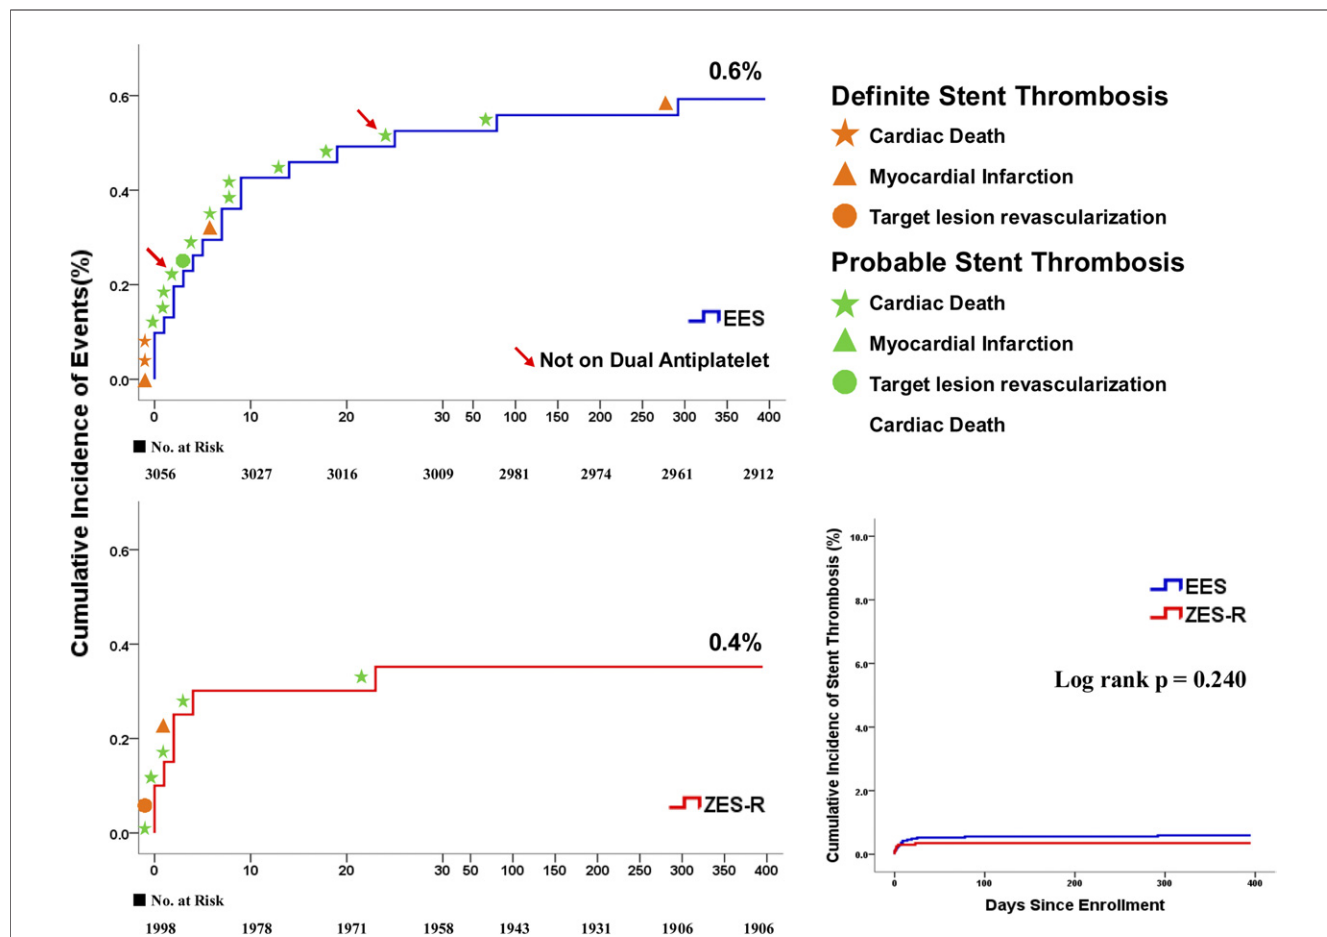 Cumulative Incidence of Events(%)
0.6%
0.6
0.4
0.2
0.0
EES
Not on Dual Antiplatelet
0 10 20 30 50 100 150 200 250 300 350 400
No. at Risk
3056 3027 3016 3009 2981 2974 2961 2912
Definite Stent Thrombosis
Cardiac Death
Myocardial Infarction
Target lesion revascularization
Probable Stent Thrombosis
Cardiac Death
Myocardial Infarction
Target lesion revascularization
Cardiac Death
0.6
0.4%
0.4
0.2
0.0
ZES-R
0 10 20 30 50 100 150 200 250 300 350 400
No. at Risk
1998 1978 1971 1958 1943 1931 1906 1906
Cumulative Incidenc of Stent Thrombosis (%)
10.0
8.0
6.0
4.0
2.0
0.0
EES
ZES-R
Log rank p = 0.240
0 100 200 300 400
Days Since Enrollment